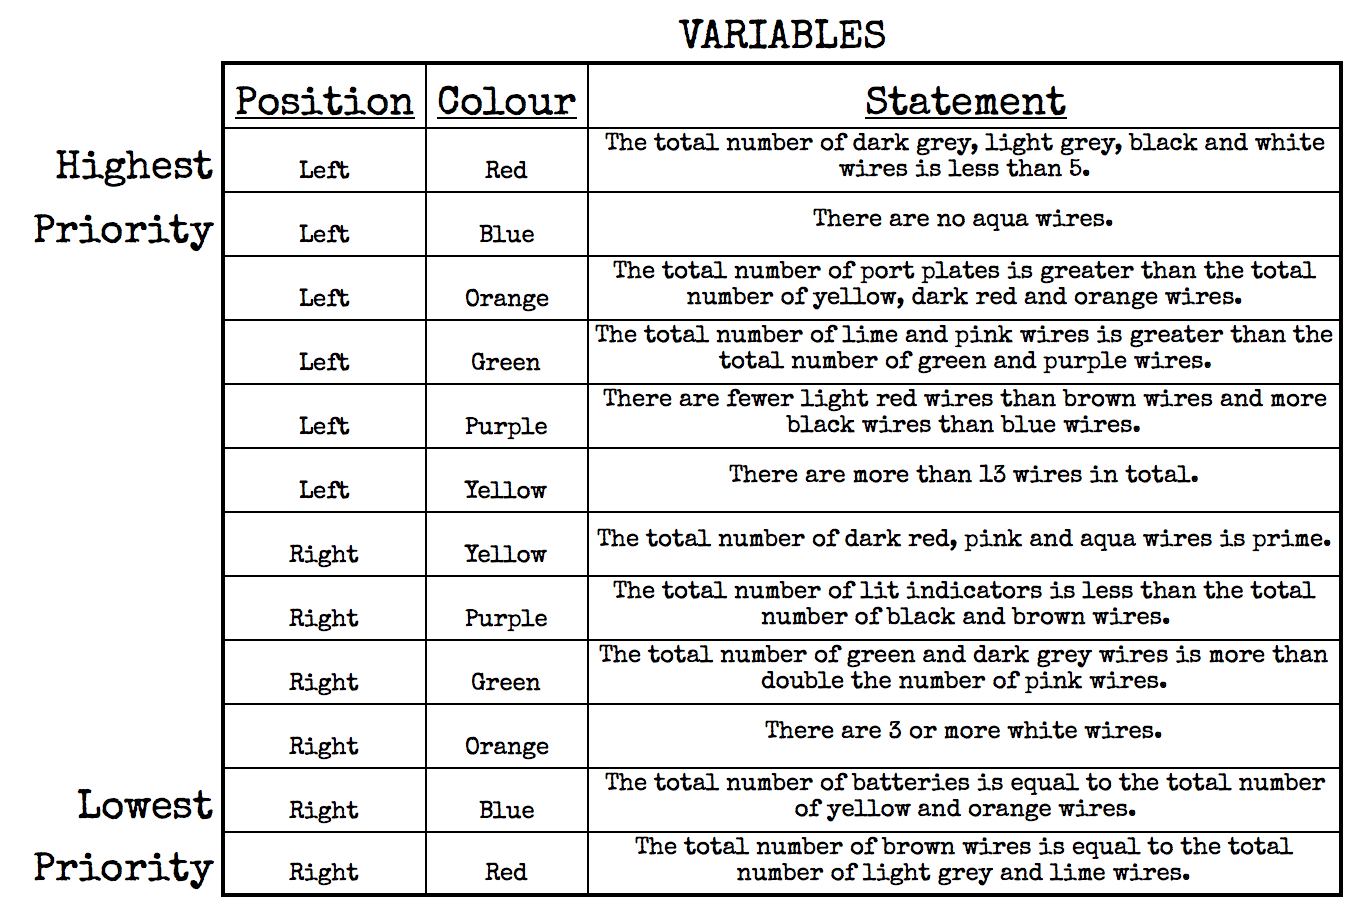 VARIABLES
Position Colour Statement
Highest
Priority
Left Red The total number of dark grey, light grey, black and white
wires is less than 5.
Left Blue There are no aqua wires.
Left Orange The total number of port plates is greater than the total
number of yellow, dark red and orange wires.
Left Green The total number of lime and pink wires is greater than the
total number of green and purple wires.
Left Purple There are fewer light red wires than brown wires and more
black wires than blue wires.
Left Yellow There are more than 13 wires in total.
Right Yellow The total number of dark red, pink and aqua wires is prime.
Right Purple The total number of lit indicators is less than the total
number of black and brown wires.
Right Green The total number of green and dark grey wires is more than
double the number of pink wires.
Right Orange There are 3 or more white wires.
Lowest
Priority
Right Blue The total number of batteries is equal to the total number
of yellow and orange wires.
Right Red The total number of brown wires is equal to the total
number of light grey and lime wires.